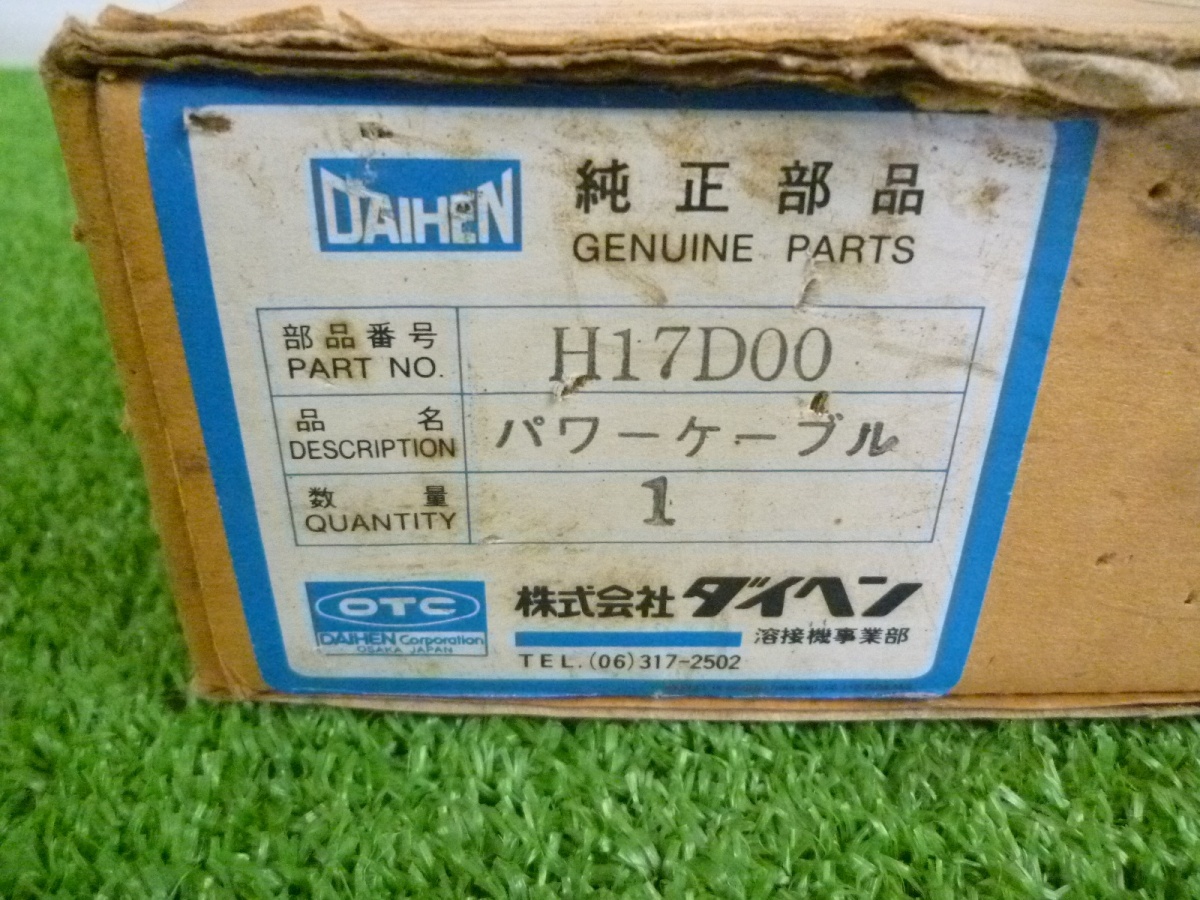 DAIHEN
純正部品
GENUINE PARTS
部品番号
PART NO.
H17D00
品名
DESCRIPTION
パワーケーブル
数量
QUANTITY
1
OTC
DAIHEN Corporation
OSAKA JAPAN
株式会社ダイヘン
溶接機事業部
TEL.(06)317-2502